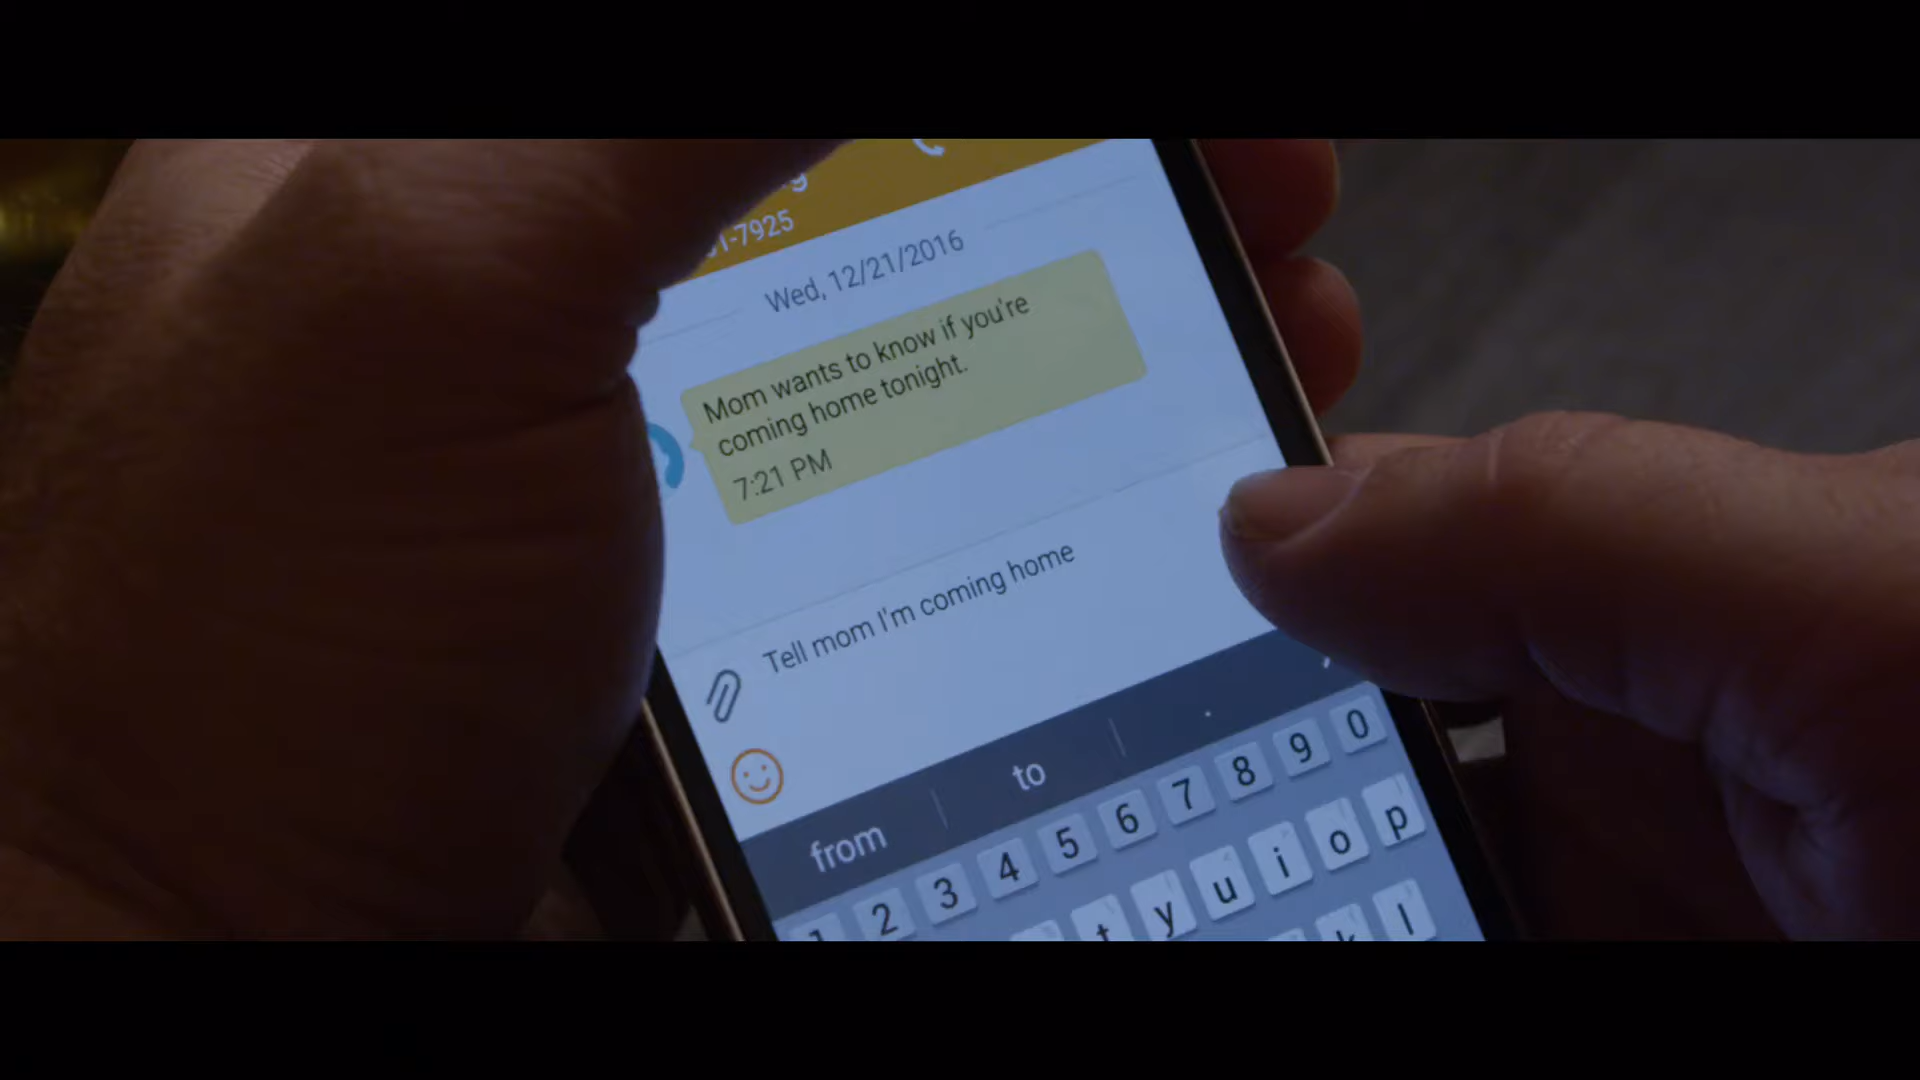 1-7925
Wed, 12/21/2016
Mom wants to know if you're
coming home tonight.
7:21 PM
Tell mom I'm coming home
from to .
1 2 3 4 5 6 7 8 9 0
t y u i o p
k l